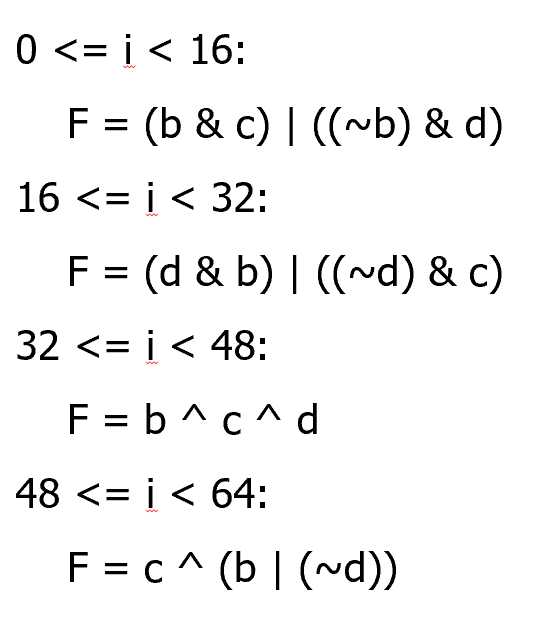 0 <= i < 16:
F = (b & c) | ((~b) & d)
16 <= i < 32:
F = (d & b) | ((~d) & c)
32 <= i < 48:
F = b ^ c ^ d
48 <= i < 64:
F = c ^ (b | (~d))